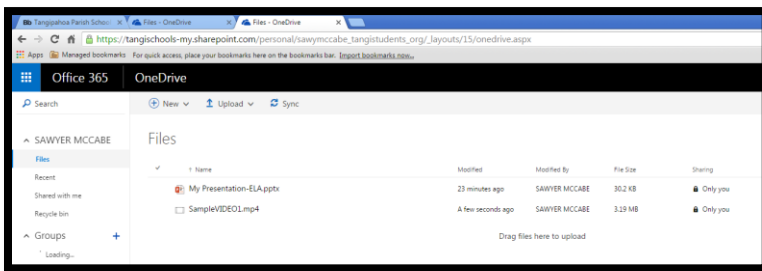 Bb Tangipahoa Parish School
Files - OneDrive
Files - OneDrive
https://tangischools-my.sharepoint.com/personal/sawymccabe_tangistudents_org/_layouts/15/onedrive.aspx
Apps Managed bookmarks For quick access, place your bookmarks here on the bookmarks bar. Import bookmarks now...
Office 365 OneDrive
Search New Upload Sync
SAWYER MCCABE Files
Files
Name Modified Modified By File Size Sharing
Recent
My Presentation-ELA.pptx 23 minutes ago SAWYER MCCABE 30.2 KB Only you
Shared with me
SampleVIDEO1.mp4 A few seconds ago SAWYER MCCABE 3.19 MB Only you
Recycle bin
Groups + Drag files here to upload
Loading...